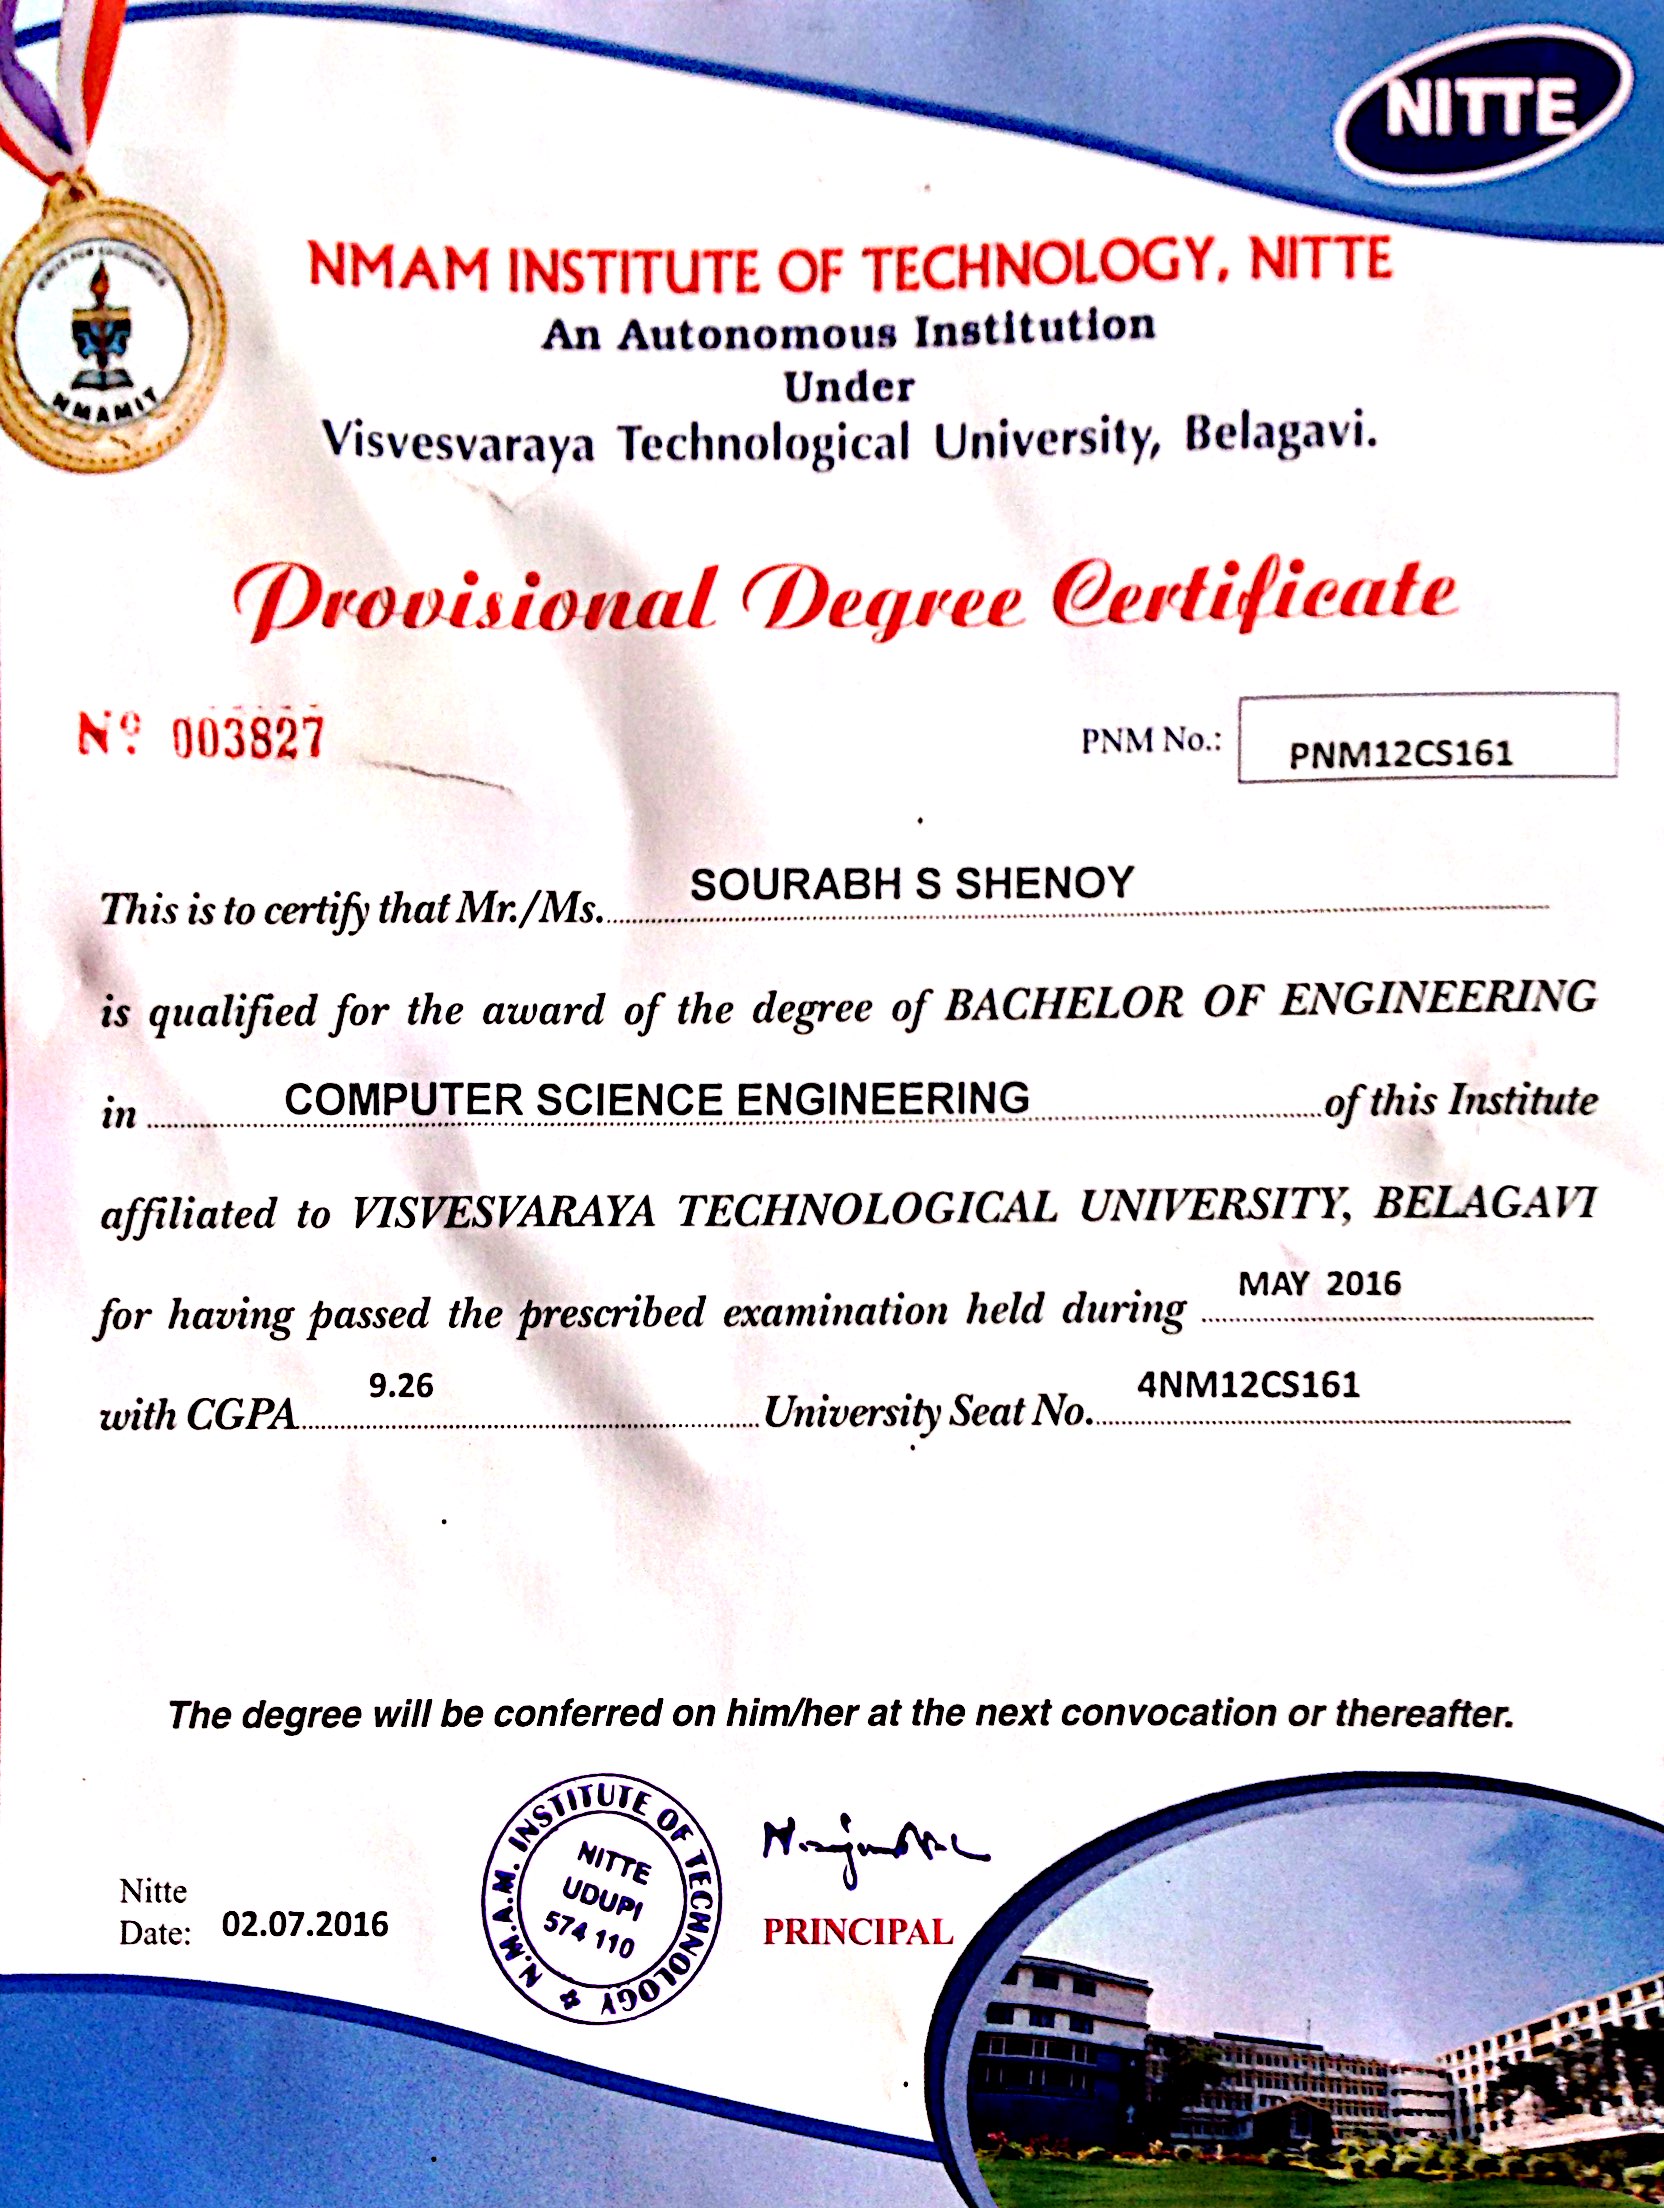 NITTE
PURSUE FOR EXCELLENCE
NMAMIT
NMAM INSTITUTE OF TECHNOLOGY, NITTE
An Autonomous Institution
Under
Visvesvaraya Technological University, Belagavi.
Provisional Degree Certificate
Nº 003827
PNM No.: PNM12CS161
This is to certify that Mr./Ms. SOURABH S SHENOY
is qualified for the award of the degree of BACHELOR OF ENGINEERING
in COMPUTER SCIENCE ENGINEERING of this Institute
affiliated to VISVESVARAYA TECHNOLOGICAL UNIVERSITY, BELAGAVI
for having passed the prescribed examination held during MAY 2016
with CGPA 9.26 University Seat No. 4NM12CS161
The degree will be conferred on him/her at the next convocation or thereafter.
N.M.A.M. INSTITUTE OF TECHNOLOGY
NITTE
UDUPI
574 110
Nitte
Date: 02.07.2016
PRINCIPAL